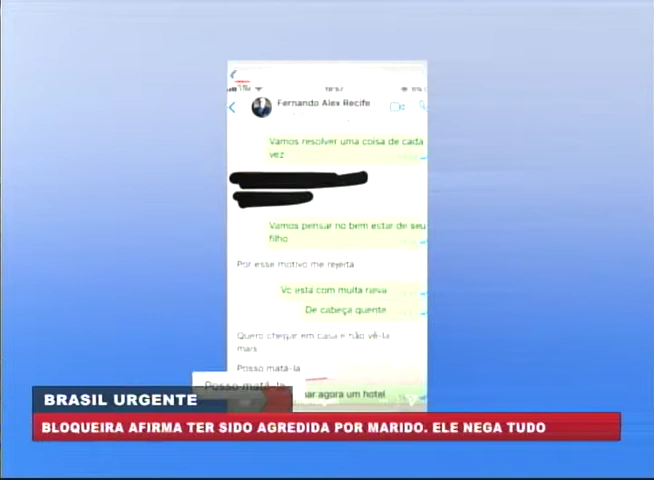 Fernando Alex Recife
Vamos resolver uma coisa de cada
vez
Vamos pensar no bem estar de seu
filho
Por esse motivo me rejeita
Vc está com muita raiva
De cabeça quente
Quero chegar em casa e não vê-la
mais
Posso matá-la
Posso matá-la
ar agora um hotel
BRASIL URGENTE
BLOQUEIRA AFIRMA TER SIDO AGREDIDA POR MARIDO. ELE NEGA TUDO